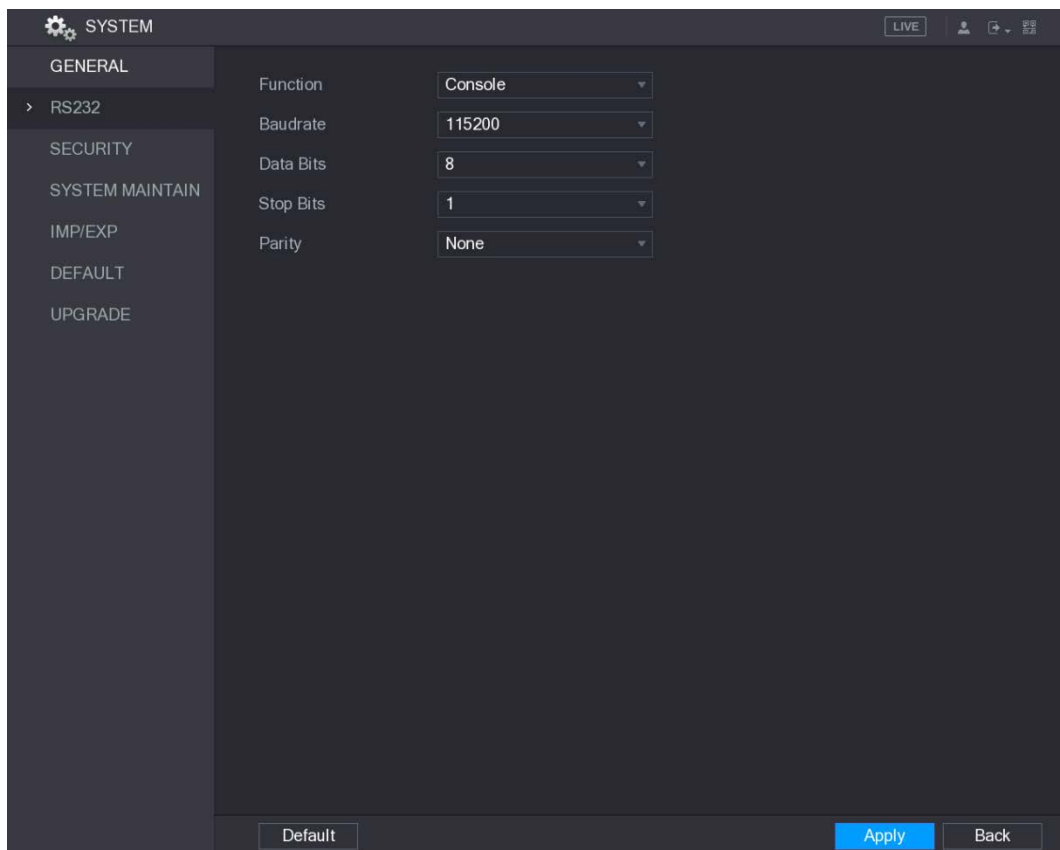 SYSTEM
LIVE
GENERAL
RS232
SECURITY
SYSTEM MAINTAIN
IMP/EXP
DEFAULT
UPGRADE
Function Console
Baudrate 115200
Data Bits 8
Stop Bits 1
Parity None
Default Apply Back